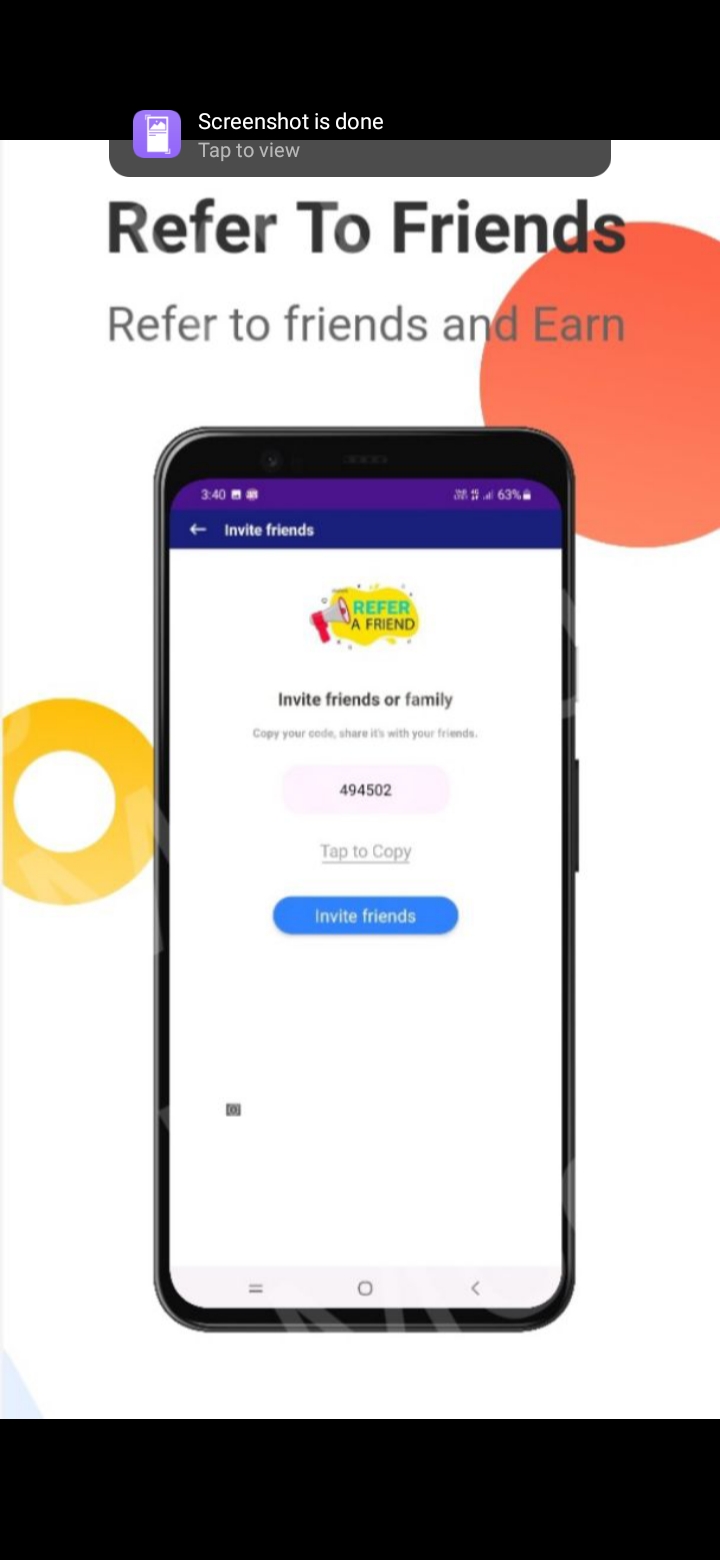 Screenshot is done
Tap to view
Refer To Friends
Refer to friends and Earn
3:40
63%
Invite friends
REFER
A FRIEND
Invite friends or family
Copy your code, share it's with your friends.
494502
Tap to Copy
Invite friends